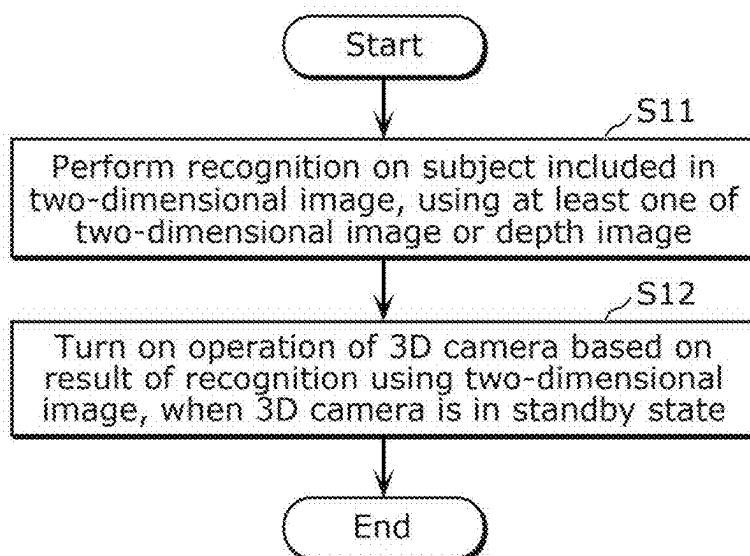 Start
S11
Perform recognition on subject included in
two-dimensional image, using at least one of
two-dimensional image or depth image
S12
Turn on operation of 3D camera based on
result of recognition using two-dimensional
image, when 3D camera is in standby state
End